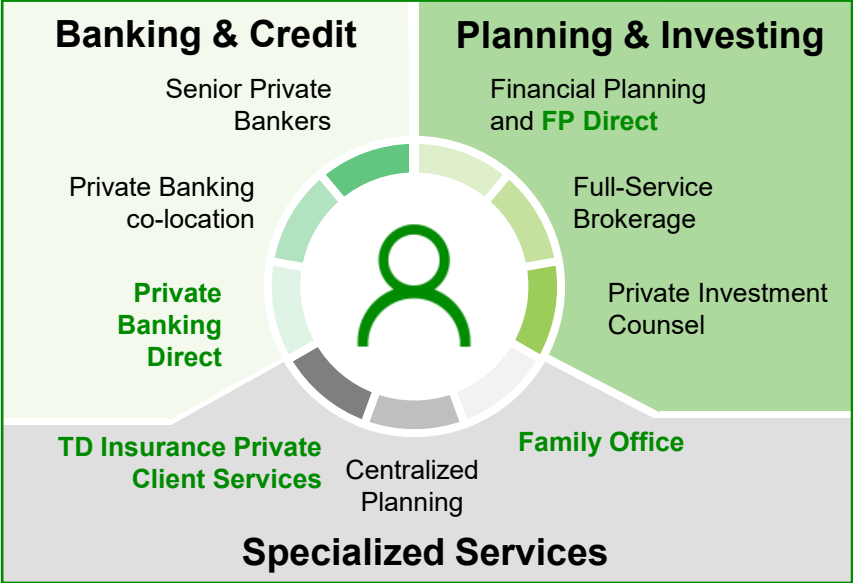 Banking & Credit
Senior Private
Bankers
Private Banking
co-location
Private
Banking
Direct
Planning & Investing
Financial Planning
and FP Direct
Full-Service
Brokerage
Private Investment
Counsel
TD Insurance Private
Client Services
Centralized
Planning
Family Office
Specialized Services